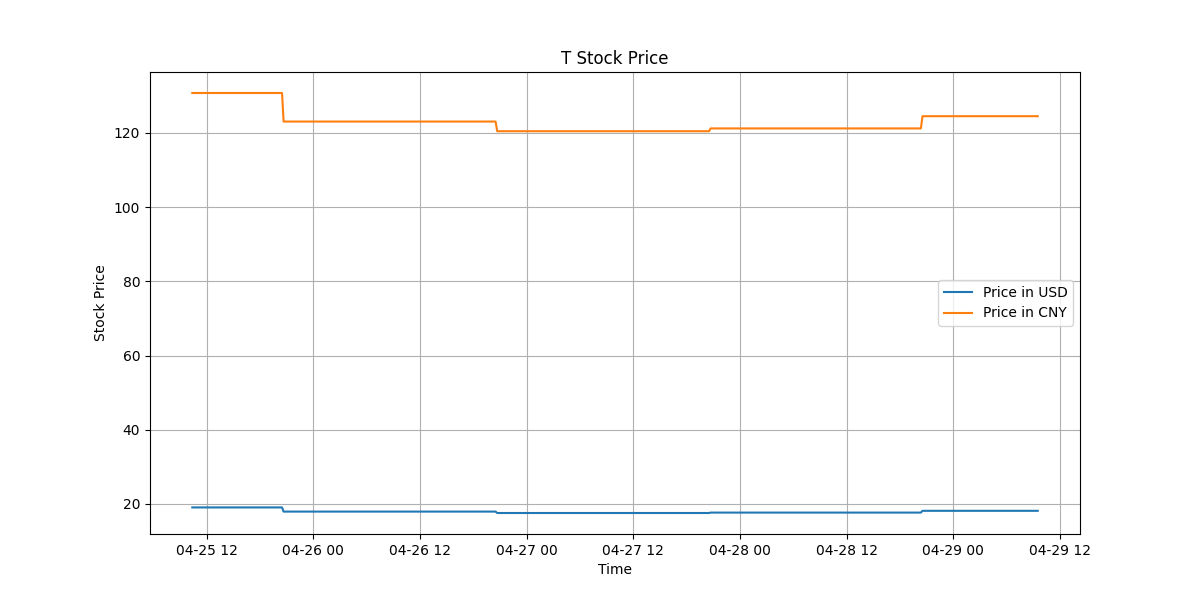 T Stock Price
120
100
80
60
40
20
Stock Price
Price in USD
Price in CNY
04-25 12 04-26 00 04-26 12 04-27 00 04-27 12 04-28 00 04-28 12 04-29 00 04-29 12
Time